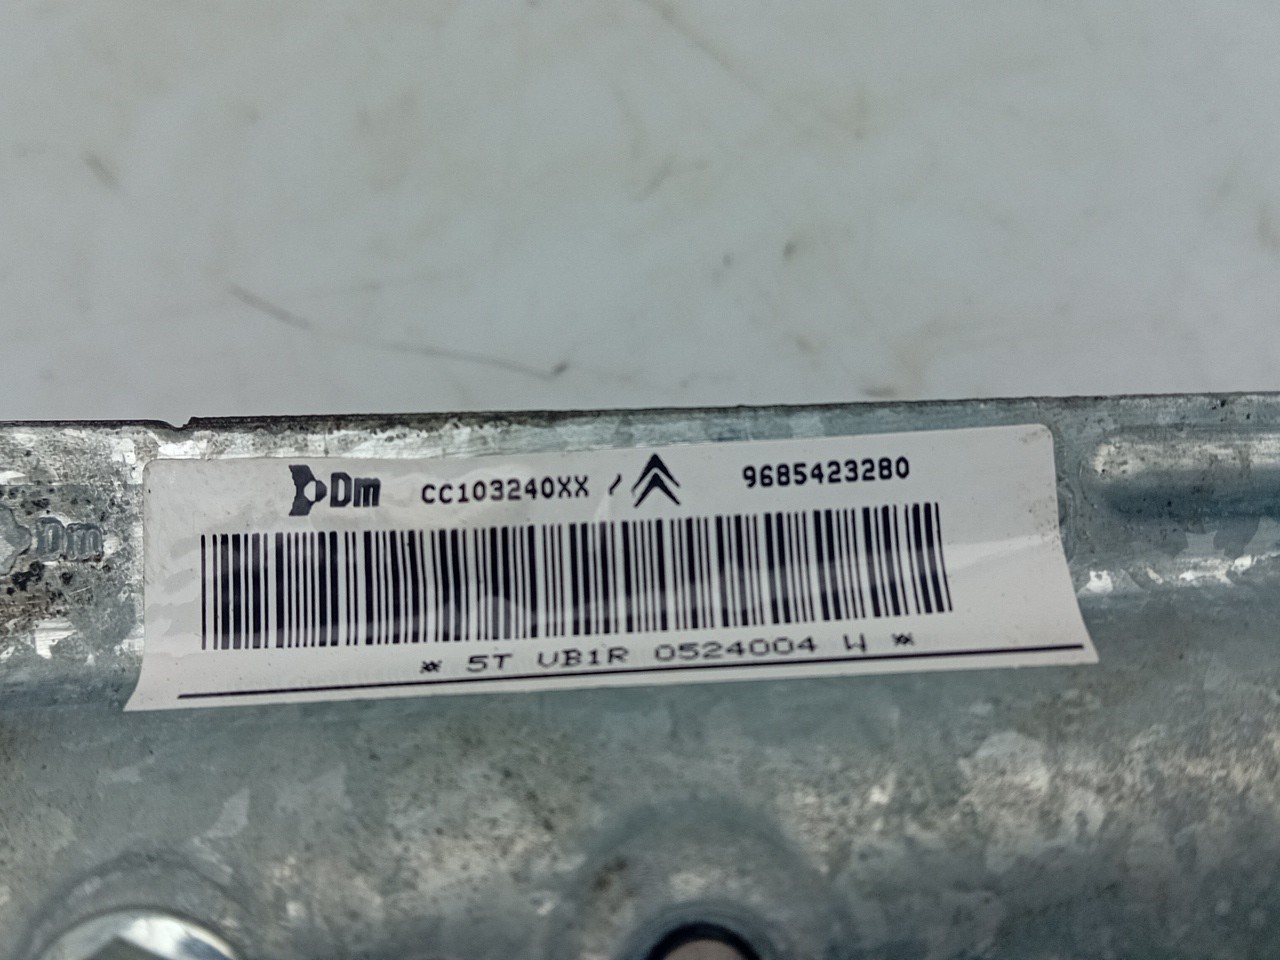 Dm CC103240XX / 9685423280
* 5T VB1R 0524004 W *
Dm